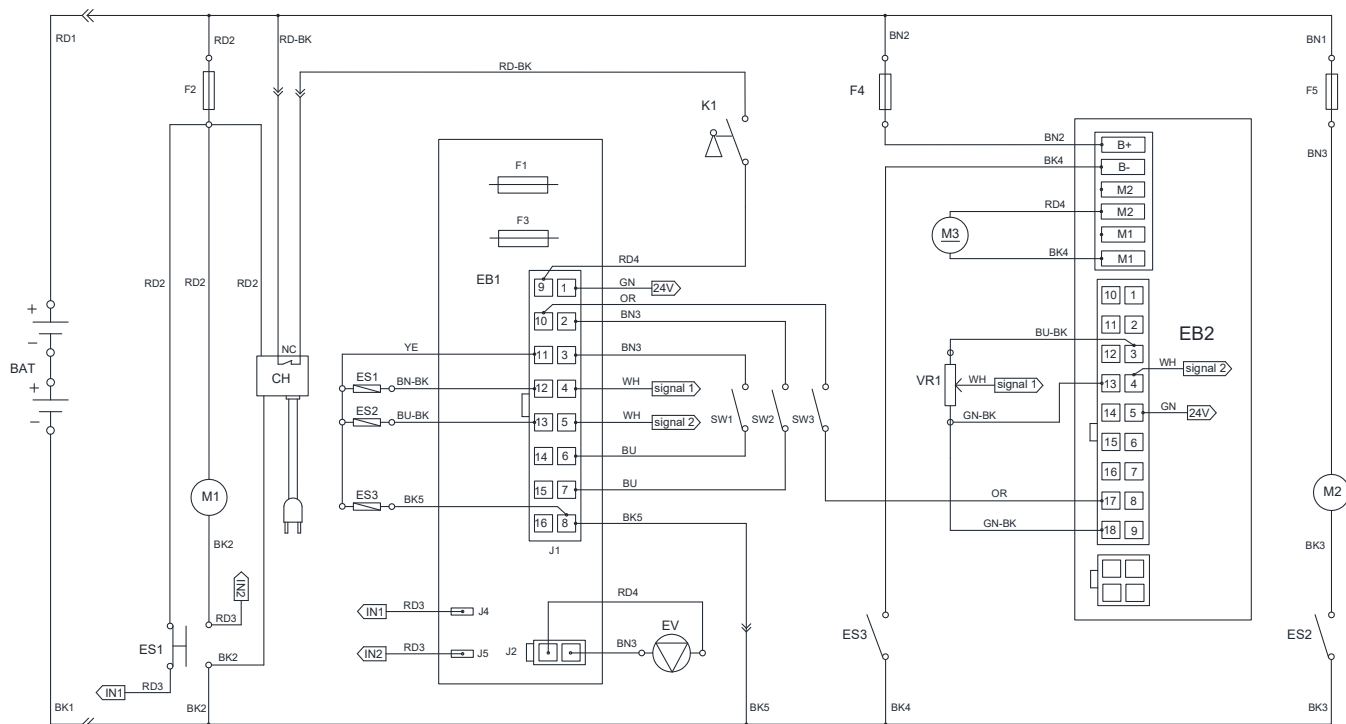 RD1
RD2
RD-BK
BN2
BN1
RD-BK
F2
K1
F4
F5
BN2
B+
BN3
F1
BK4
B-
M2
F3
RD4
M2
M3
M1
RD4
BK4
M1
EB1
9 1
GN
24V
RD2
RD2
RD2
OR
10 1
10 2
BN3
11 2
EB2
+
BU-BK
NC
YE
11 3
BN3
12 3
WH
signal 2
–
BAT
CH
ES1
BN-BK
12 4
WH
signal 1
VR1
WH
signal 1
13 4
+
GN-BK
14 5
GN
24V
–
ES2
BU-BK
13 5
WH
signal 2
SW1
SW2
SW3
15 6
14 6
BU
16 7
M1
15 7
BU
M2
ES3
BK5
OR
17 8
16 8
BK5
GN-BK
18 9
BK2
J1
BK3
IN2
RD4
RD3
IN1
RD3
J4
EV
ES1
BN3
ES3
ES2
IN2
RD3
J5
J2
BK2
IN1
RD3
BK1
BK2
BK5
BK4
BK3